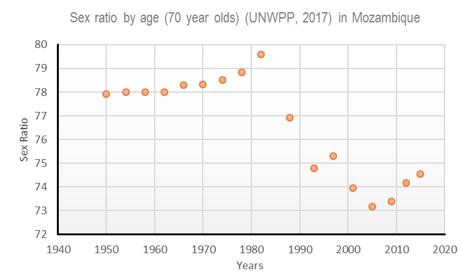 Sex ratio by age (70 year olds) (UNWPP, 2017) in Mozambique
80
79
78
77
76
75
74
73
72
Sex Ratio
1940 1950 1960 1970 1980 1990 2000 2010 2020
Years